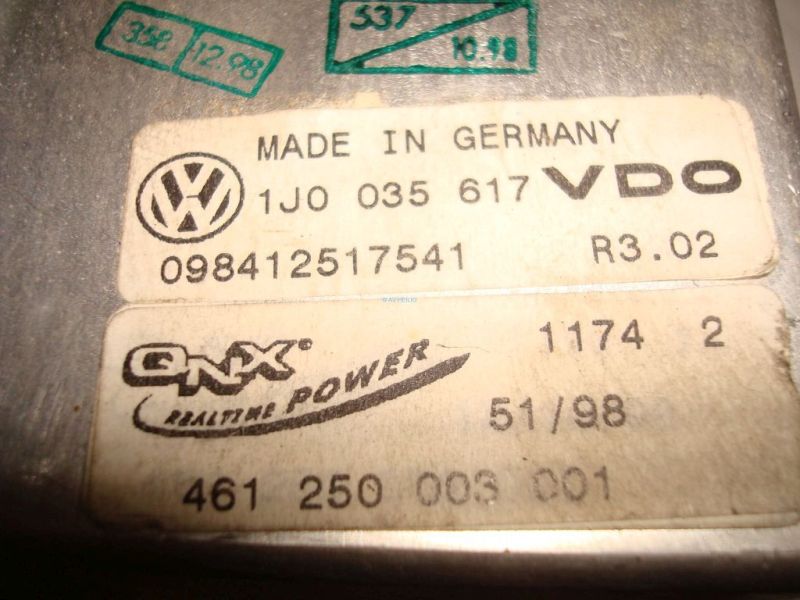 358 12.98
537
10.98
MADE IN GERMANY
1J0 035 617 VDO
098412517541 R3.02
QNX® 1174 2
REALTIME POWER
51/98
461 250 003 001